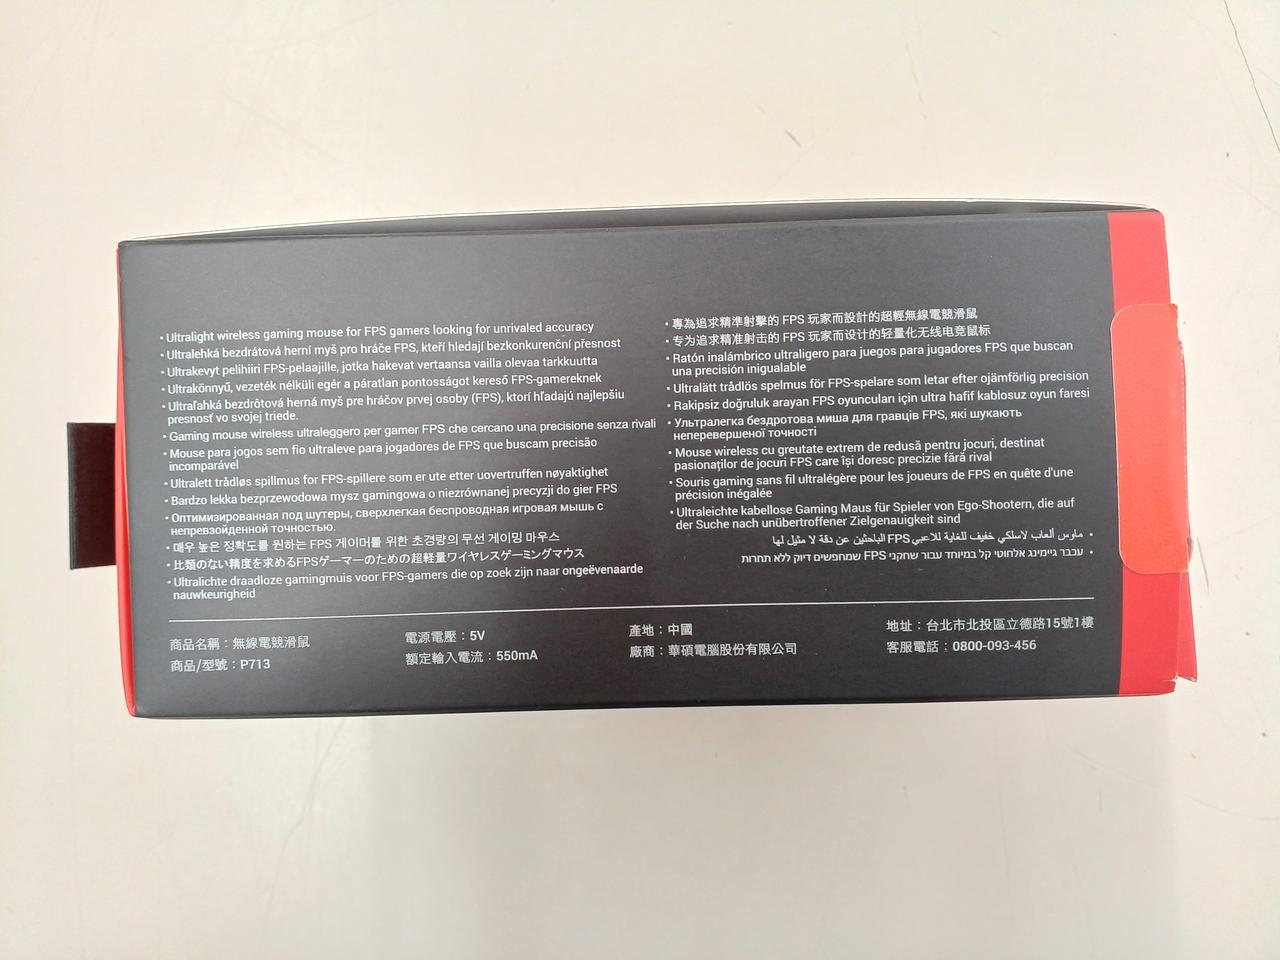 • Ultralight wireless gaming mouse for FPS gamers looking for unrivaled accuracy
• Ultralehká bezdrátová herní myš pro hráče FPS, kteří hledají bezkonkurenční přesnost
• Ultrakevyt pelihiiri FPS-pelaajille, jotka hakevat vertaansa vailla olevaa tarkkuutta
• Ultrakönnyű, vezeték nélküli egér a páratlan pontosságot kereső FPS-gamereknek
• Ultraľahká bezdrôtová herná myš pre hráčov prvej osoby (FPS), ktorí hľadajú najlepšiu
presnosť vo svojej triede.
• Gaming mouse wireless ultraleggero per gamer FPS che cercano una precisione senza rivali
• Mouse para jogos sem fio ultraleve para jogadores de FPS que buscam precisão
incomparável
• Ultralett trådløs spillmus for FPS-spillere som er ute etter uovertruffen nøyaktighet
• Bardzo lekka bezprzewodowa mysz gamingowa o niezrównanej precyzji do gier FPS
• Оптимизированная под шутеры, сверхлегкая беспроводная игровая мышь с
непревзойденной точностью.
• 매우 높은 정확도를 원하는 FPS 게이머를 위한 초경량의 무선 게이밍 마우스
• 比類のない精度を求めるFPSゲーマーのための超軽量ワイヤレスゲーミングマウス
• Ultralichte draadloze gamingmuis voor FPS-gamers die op zoek zijn naar ongeëvenaarde
nauwkeurigheid
• 專為追求精準射擊的 FPS 玩家而設計的超輕無線電競滑鼠
• 专为追求精准射击的 FPS 玩家而设计的轻量化无线电竞鼠标
• Ratón inalámbrico ultraligero para juegos para jugadores FPS que buscan
una precisión inigualable
• Ultralätt trådlös spelmus för FPS-spelare som letar efter ojämförlig precision
• Rakipsiz doğruluk arayan FPS oyuncuları için ultra hafif kablosuz oyun faresi
• Ультралегка бездротова миша для гравців FPS, які шукають
неперевершеної точності
• Mouse wireless cu greutate extrem de redusă pentru jocuri, destinat
pasionaților de jocuri FPS care își doresc precizie fără rival
• Souris gaming sans fil ultralégère pour les joueurs de FPS en quête d'une
précision inégalée
• Ultraleichte kabellose Gaming Maus für Spieler von Ego-Shootern, die auf
der Suche nach unübertroffener Zielgenauigkeit sind
• ماوس ألعاب لاسلكي خفيف للغاية للاعبي FPS الباحثين عن دقة لا مثيل لها
• עכבר גיימינג אלחוטי קל במיוחד עבור שחקני FPS שמחפשים דיוק ללא תחרות
商品名稱：無線電競滑鼠
商品/型號：P713
電源電壓：5V
額定輸入電流：550mA
產地：中國
廠商：華碩電腦股份有限公司
地址：台北市北投區立德路15號1樓
客服電話：0800-093-456